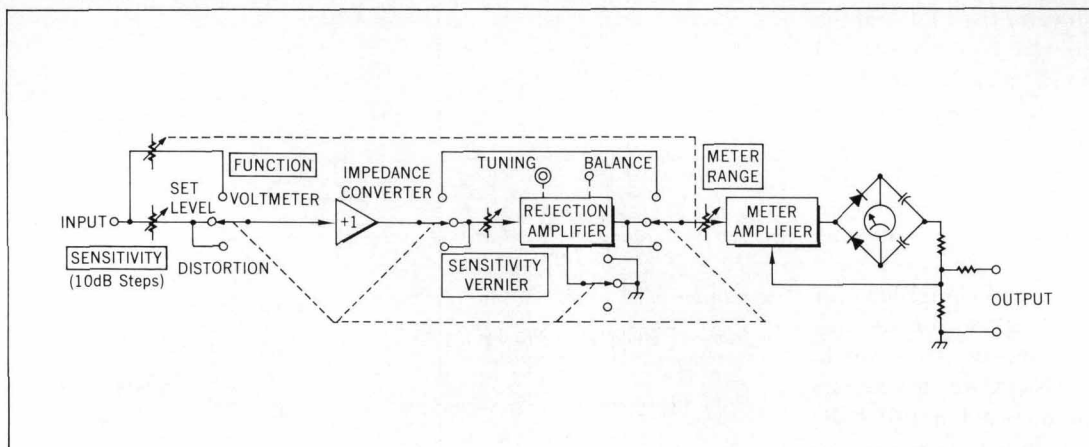 FUNCTION
SET
LEVEL
VOLTMETER
INPUT
SENSITIVITY
(10dB Steps)
DISTORTION
IMPEDANCE
CONVERTER
+1
TUNING
BALANCE
REJECTION
AMPLIFIER
SENSITIVITY
VERNIER
METER
RANGE
METER
AMPLIFIER
OUTPUT